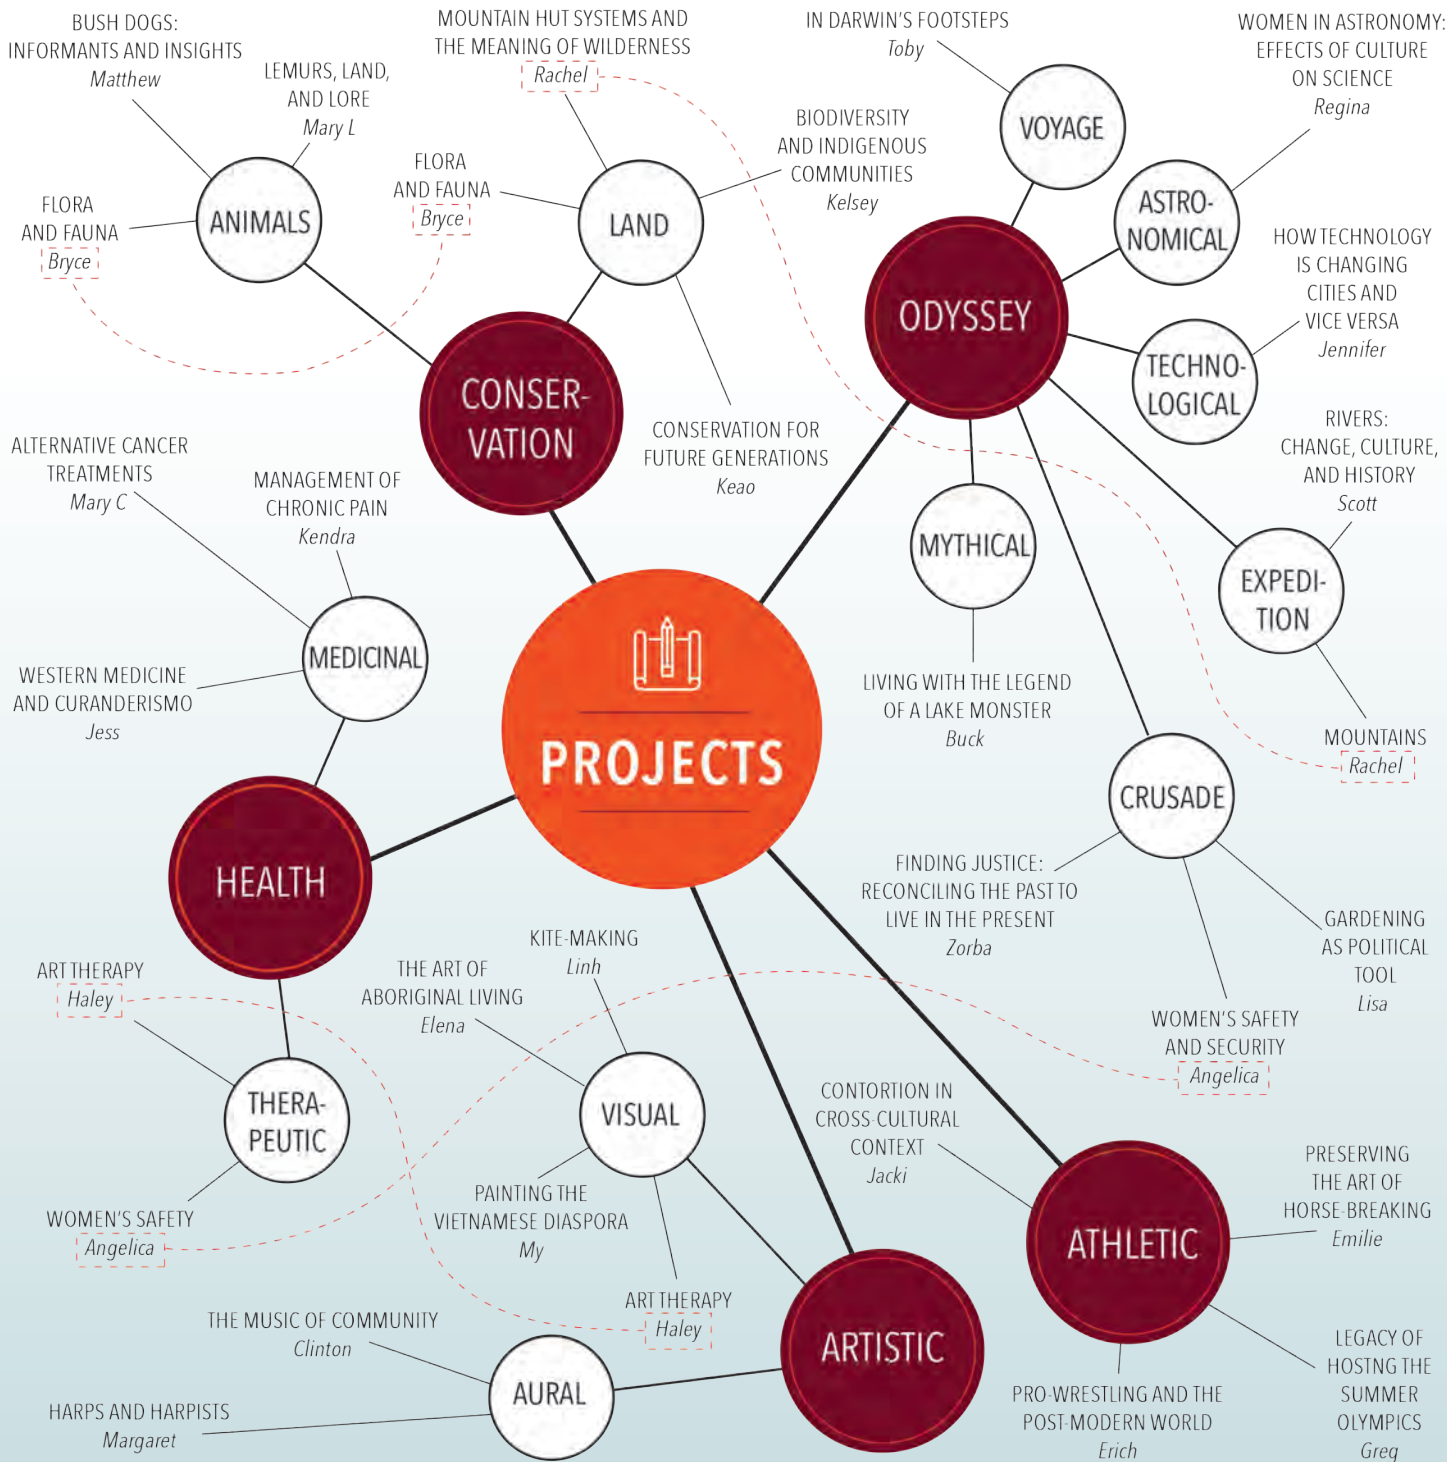 BUSH DOGS:
INFORMANTS AND INSIGHTS
Matthew
LEMURS, LAND,
AND LORE
Mary L
FLORA
AND FAUNA
Bryce
ANIMALS
MOUNTAIN HUT SYSTEMS AND
THE MEANING OF WILDERNESS
Rachel
FLORA
AND FAUNA
Bryce
BIODIVERSITY
AND INDIGENOUS
COMMUNITIES
Kelsey
LAND
CONSERVATION FOR
FUTURE GENERATIONS
Keao
CONSER-
VATION
IN DARWIN'S FOOTSTEPS
Toby
VOYAGE
WOMEN IN ASTRONOMY:
EFFECTS OF CULTURE
ON SCIENCE
Regina
ASTRO-
NOMICAL
HOW TECHNOLOGY
IS CHANGING
CITIES AND
VICE VERSA
Jennifer
TECHNO-
LOGICAL
ODYSSEY
RIVERS:
CHANGE, CULTURE,
AND HISTORY
Scott
EXPEDI-
TION
MOUNTAINS
Rachel
MYTHICAL
LIVING WITH THE LEGEND
OF A LAKE MONSTER
Buck
CRUSADE
FINDING JUSTICE:
RECONCILING THE PAST TO
LIVE IN THE PRESENT
Zorba
GARDENING
AS POLITICAL
TOOL
Lisa
WOMEN'S SAFETY
AND SECURITY
Angelica
ALTERNATIVE CANCER
TREATMENTS
Mary C
MANAGEMENT OF
CHRONIC PAIN
Kendra
MEDICINAL
WESTERN MEDICINE
AND CURANDERISMO
Jess
PROJECTS
HEALTH
ART THERAPY
Haley
THERA-
PEUTIC
WOMEN'S SAFETY
Angelica
KITE-MAKING
Linh
THE ART OF
ABORIGINAL LIVING
Elena
VISUAL
PAINTING THE
VIETNAMESE DIASPORA
My
ART THERAPY
Haley
THE MUSIC OF COMMUNITY
Clinton
AURAL
HARPS AND HARPISTS
Margaret
ARTISTIC
CONTORTION IN
CROSS-CULTURAL
CONTEXT
Jacki
ATHLETIC
PRESERVING
THE ART OF
HORSE-BREAKING
Emilie
PRO-WRESTLING AND THE
POST-MODERN WORLD
Erich
LEGACY OF
HOSTNG THE
SUMMER
OLYMPICS
Greg